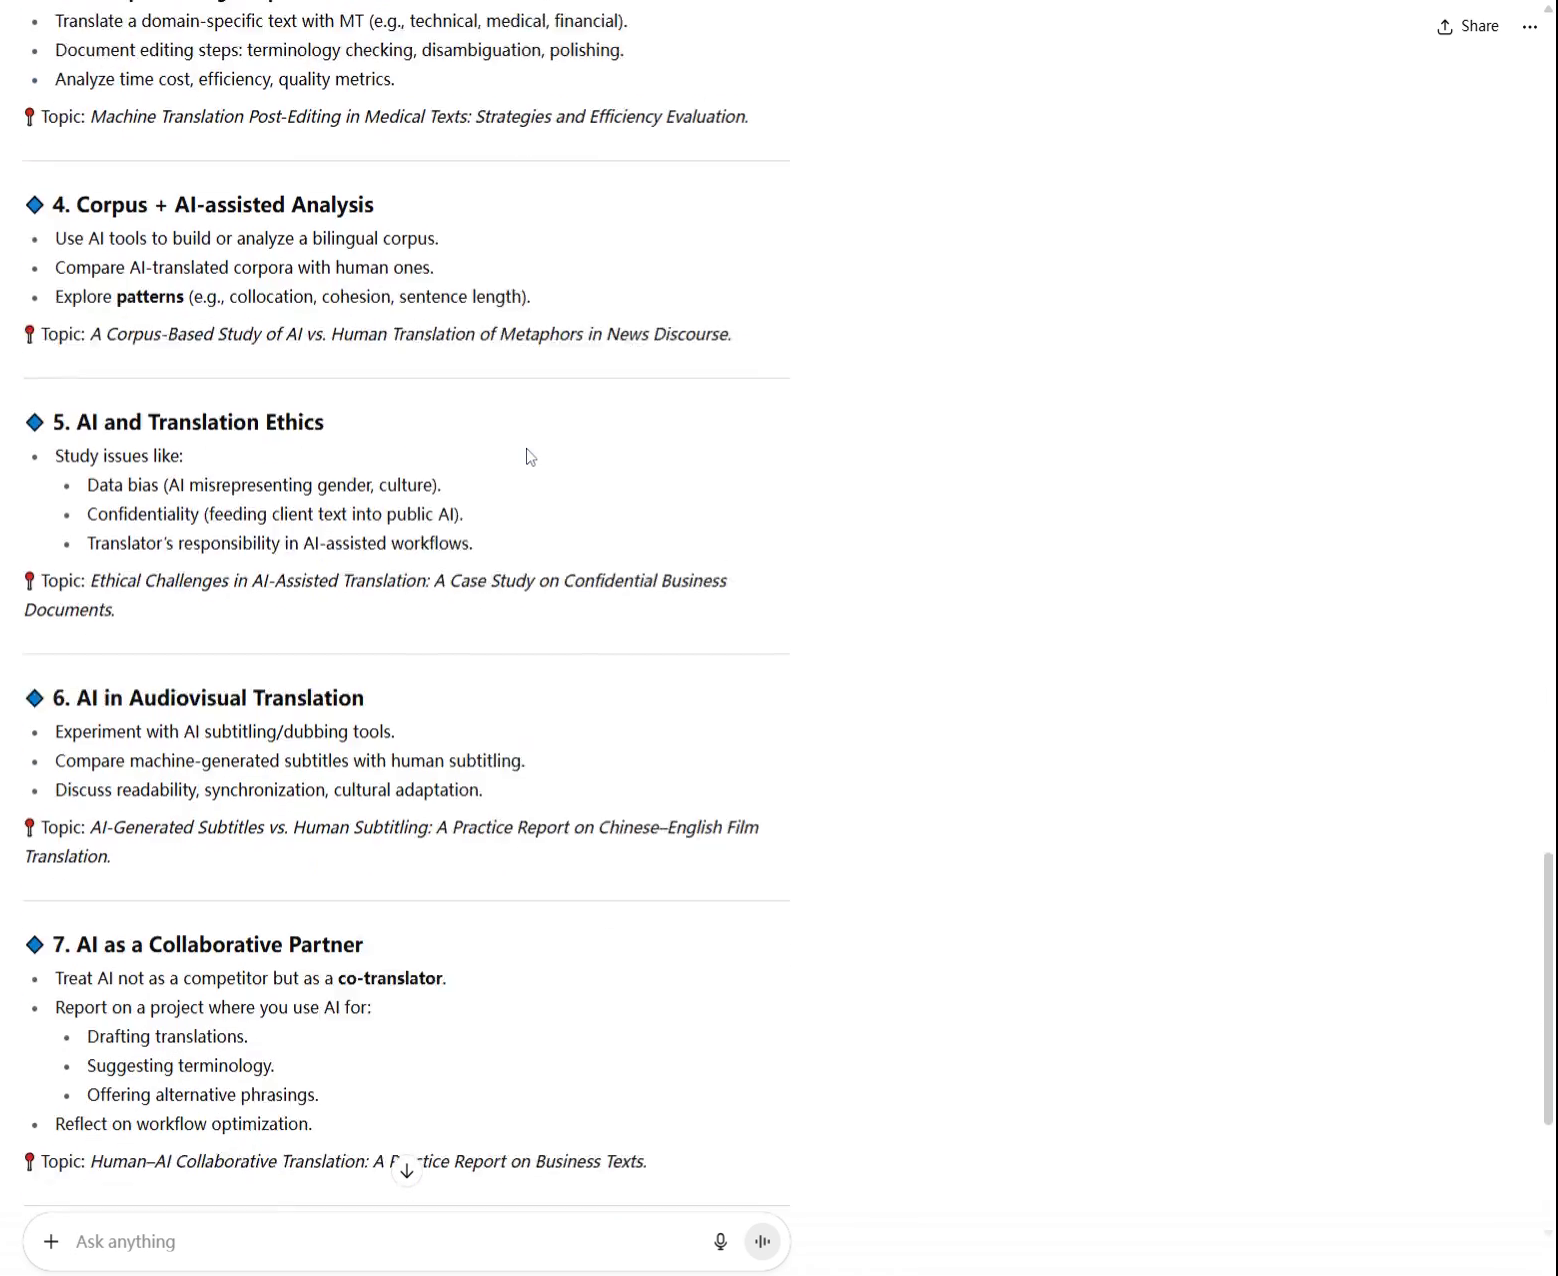 Translate a domain-specific text with MT (e.g., technical, medical, financial).
Share
Document editing steps: terminology checking, disambiguation, polishing.
Analyze time cost, efficiency, quality metrics.
Topic: Machine Translation Post-Editing in Medical Texts: Strategies and Efficiency Evaluation.
4. Corpus + AI-assisted Analysis
Use AI tools to build or analyze a bilingual corpus.
Compare AI-translated corpora with human ones.
Explore patterns (e.g., collocation, cohesion, sentence length).
Topic: A Corpus-Based Study of AI vs. Human Translation of Metaphors in News Discourse.
5. AI and Translation Ethics
Study issues like:
Data bias (AI misrepresenting gender, culture).
Confidentiality (feeding client text into public AI).
Translator's responsibility in AI-assisted workflows.
Topic: Ethical Challenges in AI-Assisted Translation: A Case Study on Confidential Business
Documents.
6. AI in Audiovisual Translation
Experiment with AI subtitling/dubbing tools.
Compare machine-generated subtitles with human subtitling.
Discuss readability, synchronization, cultural adaptation.
Topic: AI-Generated Subtitles vs. Human Subtitling: A Practice Report on Chinese–English Film
Translation.
7. AI as a Collaborative Partner
Treat AI not as a competitor but as a co-translator.
Report on a project where you use AI for:
Drafting translations.
Suggesting terminology.
Offering alternative phrasings.
Reflect on workflow optimization.
Topic: Human–AI Collaborative Translation: A Practice Report on Business Texts.
Ask anything